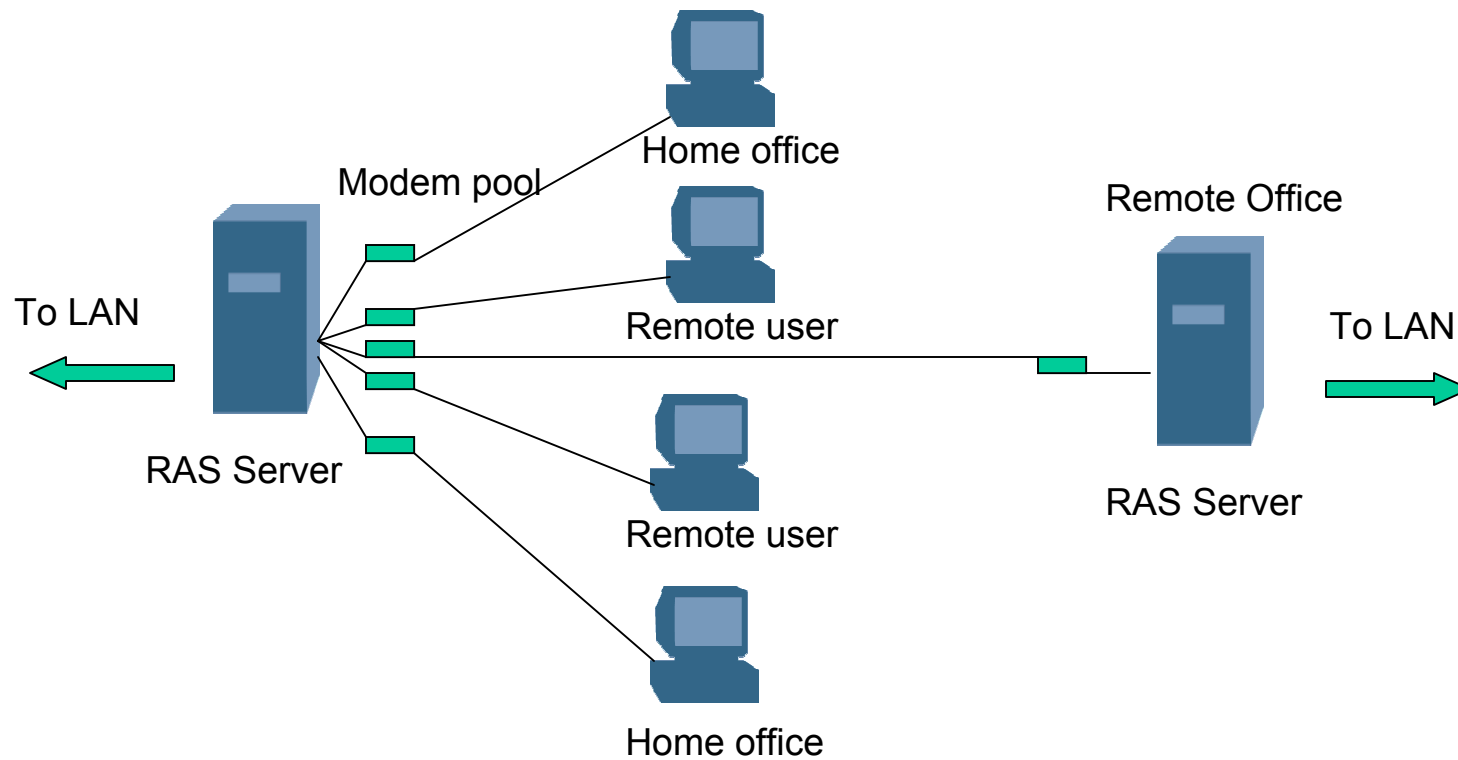 Home office
Modem pool
Remote Office
To LAN
Remote user
To LAN
RAS Server
RAS Server
Remote user
Home office